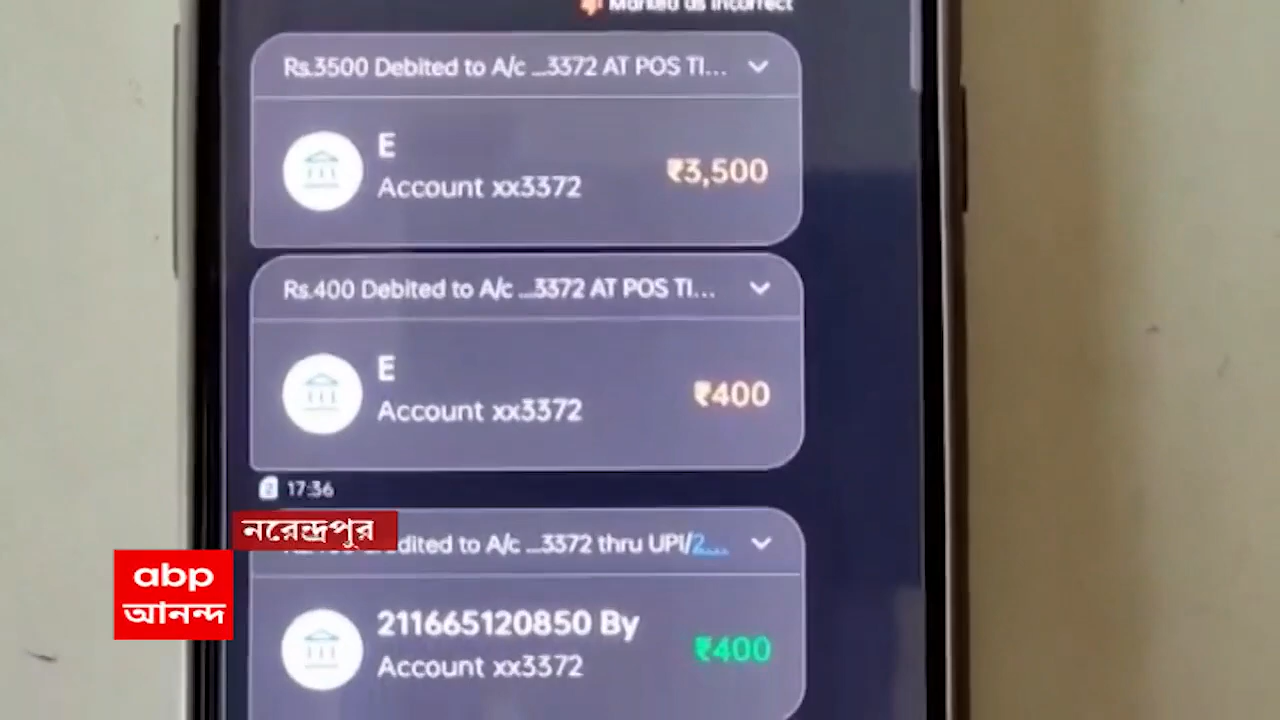 Marked as incorrect
Rs.3500 Debited to A/c ...3372 AT POS TI...
E
Account xx3372
₹3,500
Rs.400 Debited to A/c ...3372 AT POS TI...
E
Account xx3372
₹400
2 17:36
নরেন্দ্রপুর
dited to A/c ...3372 thru UPI/2...
abp
আনন্দ
211665120850 By
Account xx3372
₹400